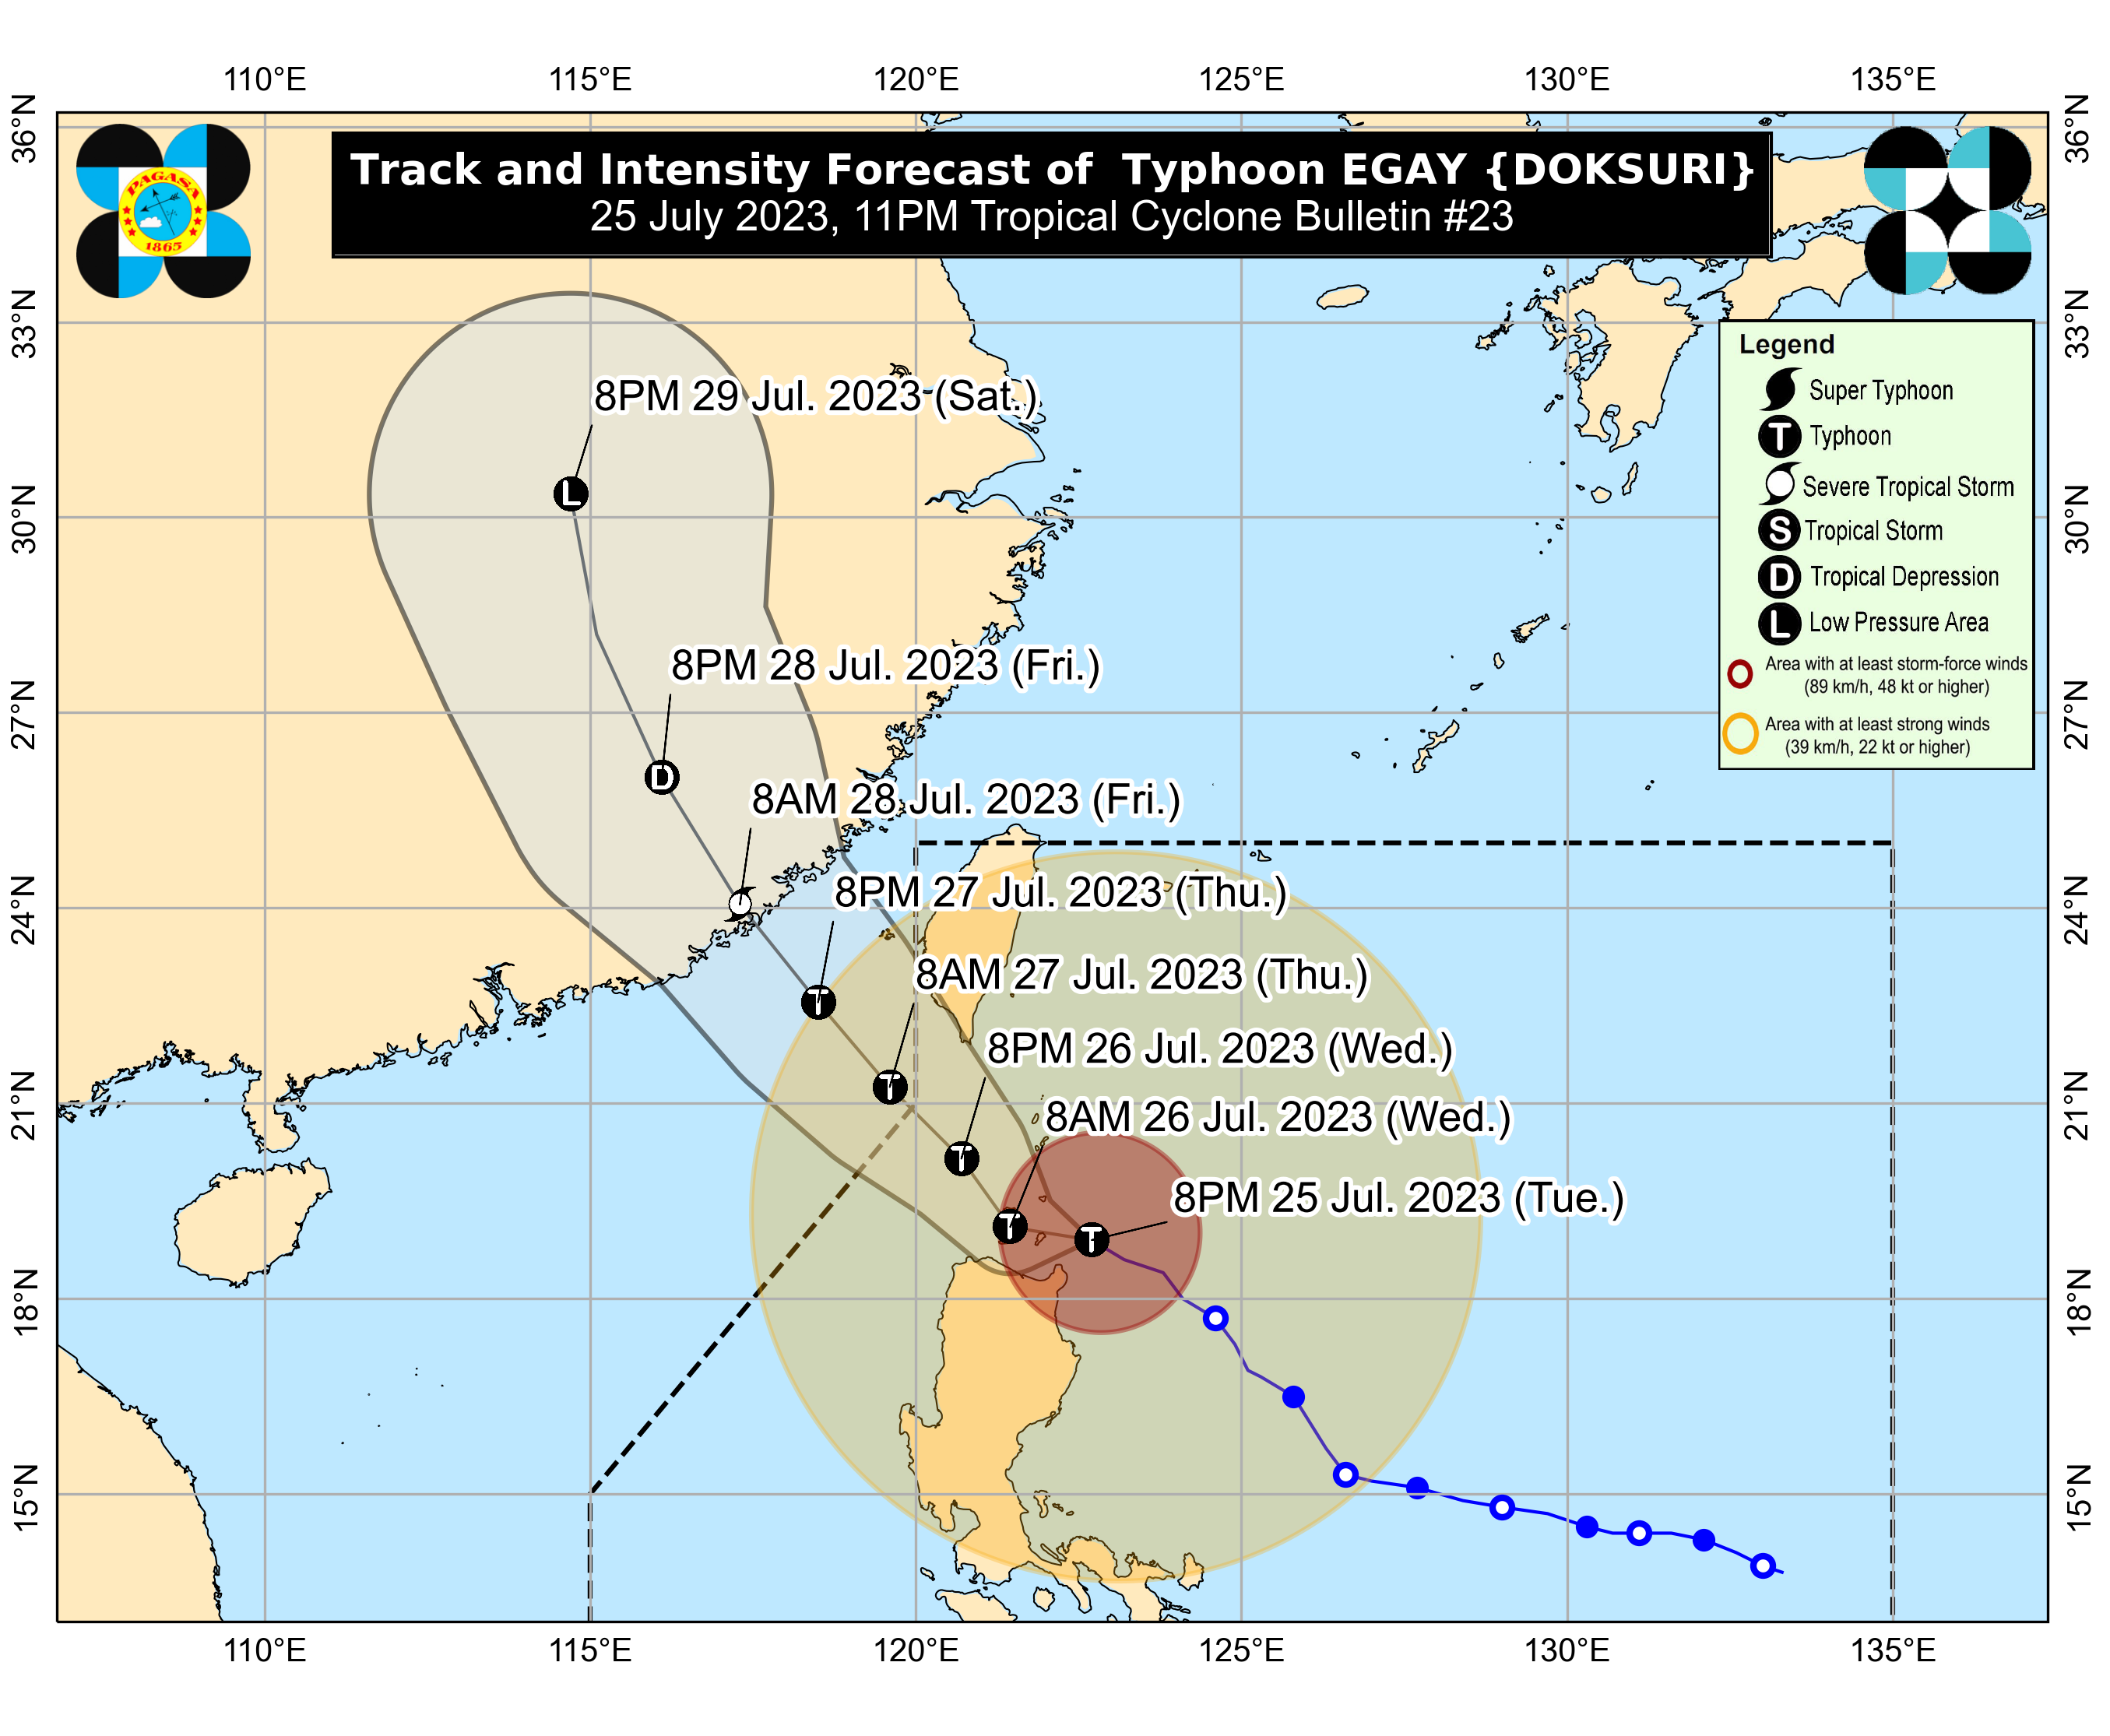 110°E 115°E 120°E 125°E 130°E 135°E
36°N 36°N
Track and Intensity Forecast of Typhoon EGAY {DOKSURI}
25 July 2023, 11PM Tropical Cyclone Bulletin #23
PAGASA
1865
33°N 33°N
Legend
Super Typhoon
T Typhoon
Severe Tropical Storm
S Tropical Storm
D Tropical Depression
L Low Pressure Area
Area with at least storm-force winds
(89 km/h, 48 kt or higher)
Area with at least strong winds
(39 km/h, 22 kt or higher)
8PM 29 Jul. 2023 (Sat.)
L
30°N 30°N
8PM 28 Jul. 2023 (Fri.)
27°N 27°N
D
8AM 28 Jul. 2023 (Fri.)
8PM 27 Jul. 2023 (Thu.)
24°N 24°N
8AM 27 Jul. 2023 (Thu.)
T
8PM 26 Jul. 2023 (Wed.)
T
21°N 21°N
8AM 26 Jul. 2023 (Wed.)
T
8PM 25 Jul. 2023 (Tue.)
T
T
18°N 18°N
15°N 15°N
110°E 115°E 120°E 125°E 130°E 135°E